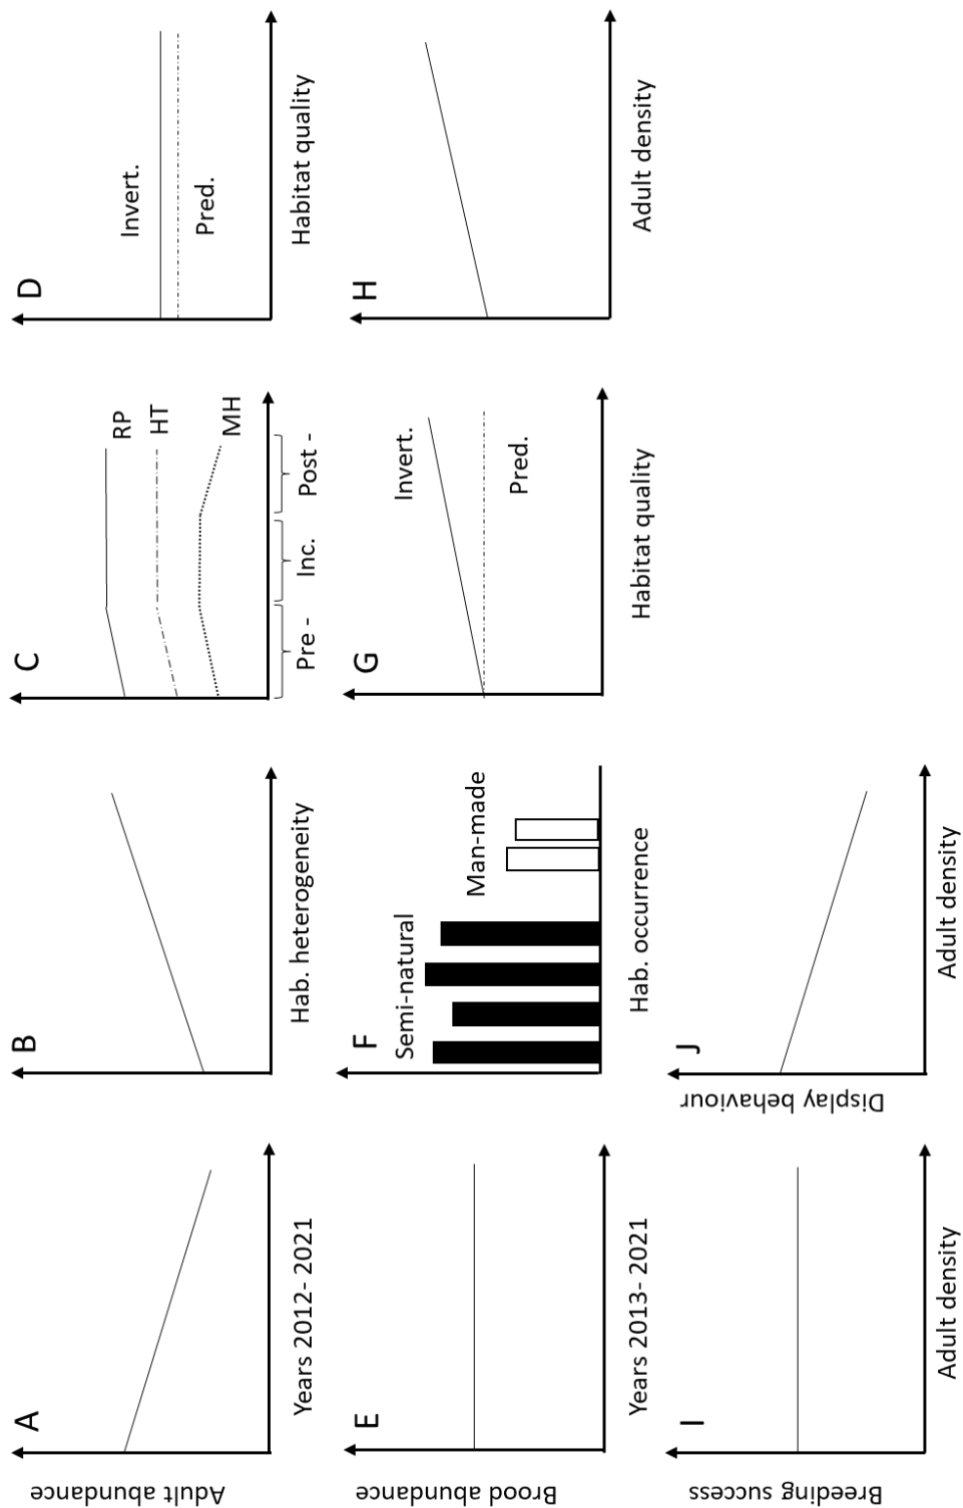 A
Adult abundance
Years 2012- 2021
B
Hab. heterogeneity
C
RP
HT
MH
Pre -
Inc.
Post -
D
Invert.
Pred.
Habitat quality
E
Brood abundance
Years 2013- 2021
F
Semi-natural
Man-made
Hab. occurrence
G
Invert.
Pred.
Habitat quality
H
Adult density
I
Breeding success
Adult density
J
Display behaviour
Adult density